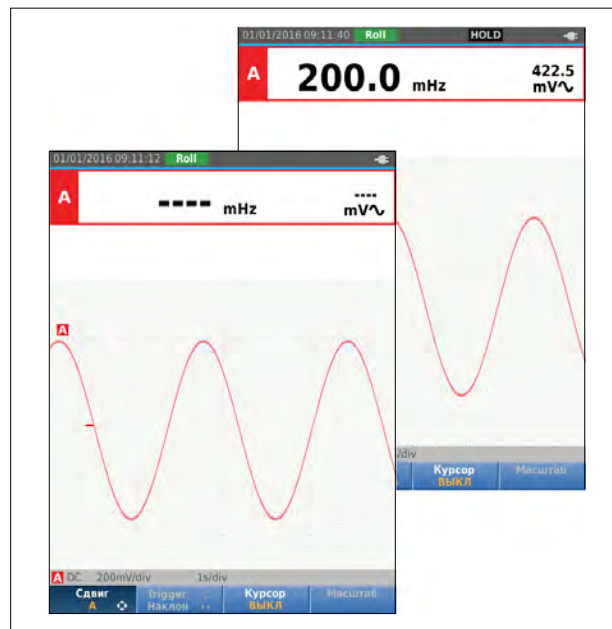 01/01/2016 09:11:40 Roll HOLD
A 200.0 mHz 422.5 mV
01/01/2016 09:11:12 Roll
A ---- mHz ---- mV
A
/div
Курсор Масштаб
ВЫКЛ
A DC 200mV/div 1s/div
Сдвиг Trigger Курсор Масштаб
A Наклон ВЫКЛ